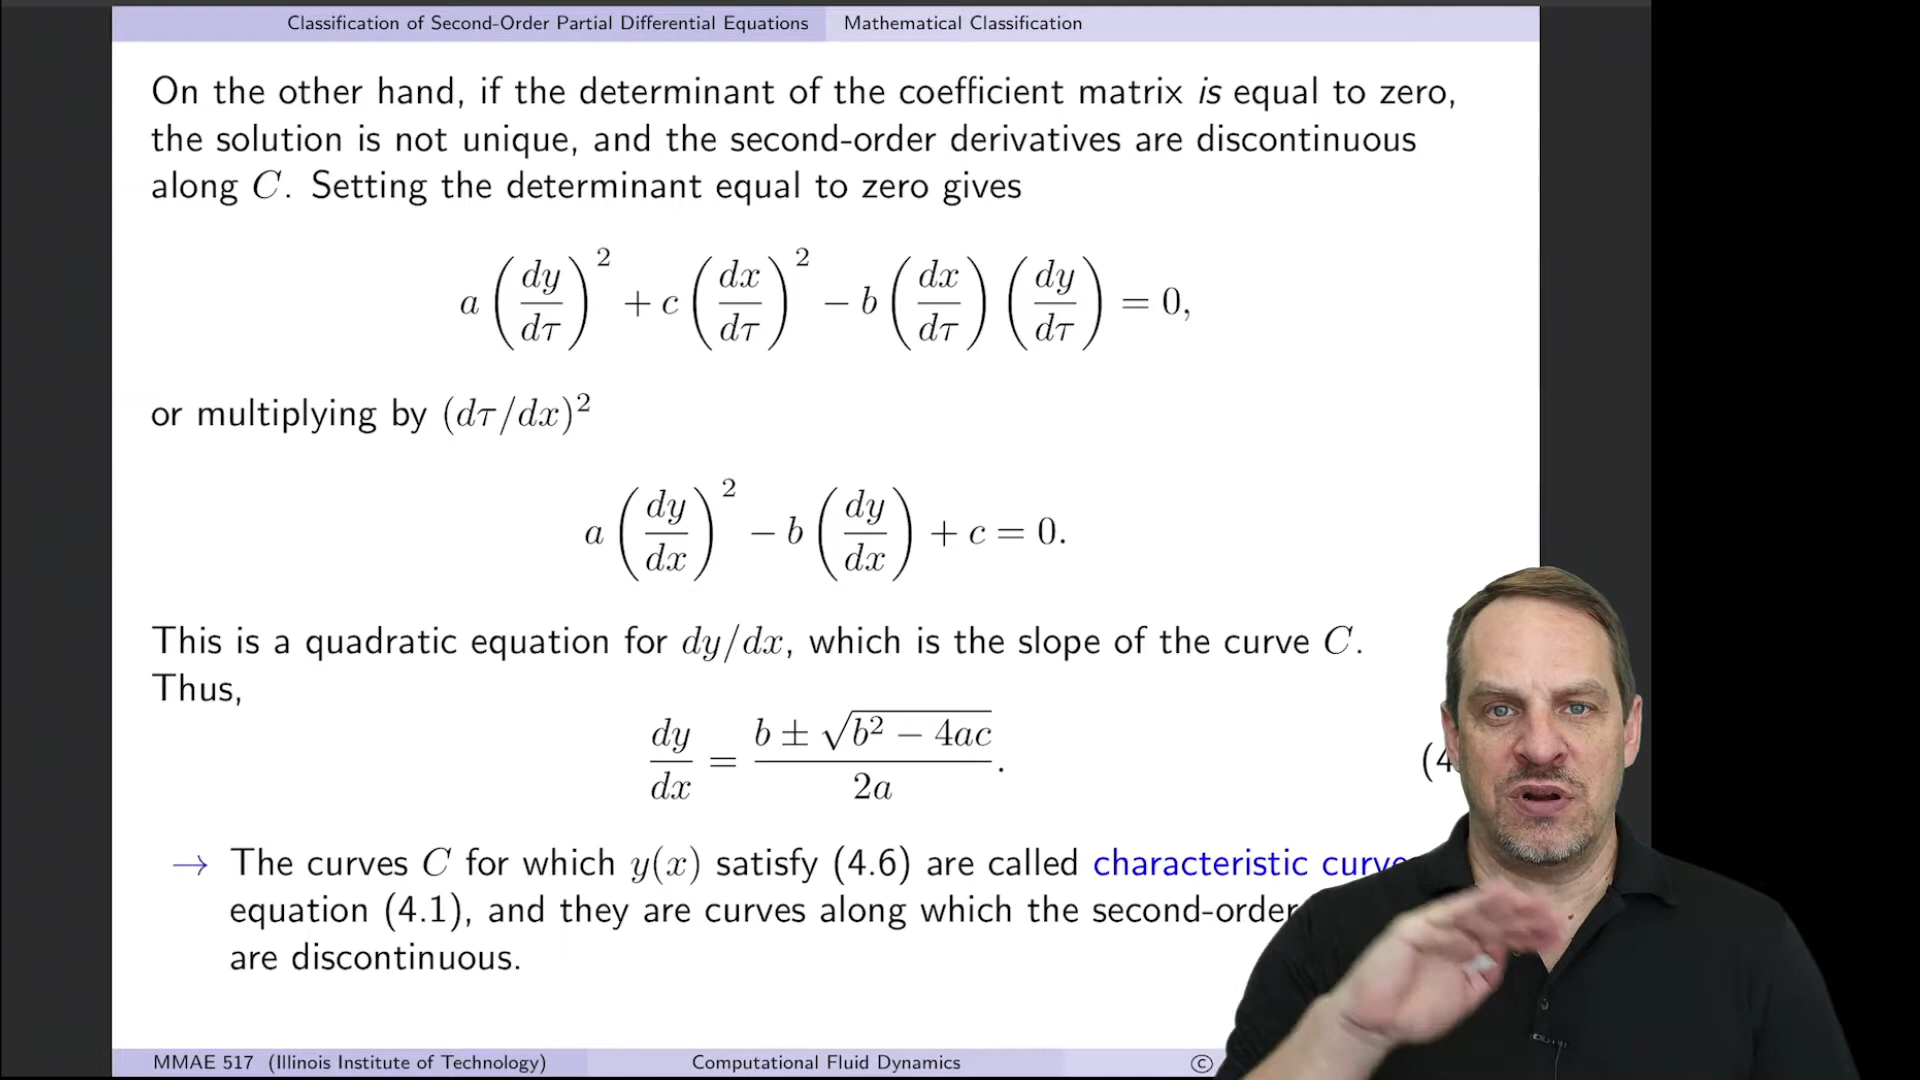 Classification of Second-Order Partial Differential Equations Mathematical Classification
On the other hand, if the determinant of the coefficient matrix is equal to zero,
the solution is not unique, and the second-order derivatives are discontinuous
along C. Setting the determinant equal to zero gives
a (dy/dτ)² + c (dx/dτ)² − b (dx/dτ) (dy/dτ) = 0,
or multiplying by (dτ/dx)²
a (dy/dx)² − b (dy/dx) + c = 0.
This is a quadratic equation for dy/dx, which is the slope of the curve C.
Thus,
dy/dx = (b ± √(b² − 4ac))/2a. (4
→ The curves C for which y(x) satisfy (4.6) are called characteristic
equation (4.1), and they are curves along which the second-order
are discontinuous.
MMAE 517 (Illinois Institute of Technology) Computational Fluid Dynamics ©